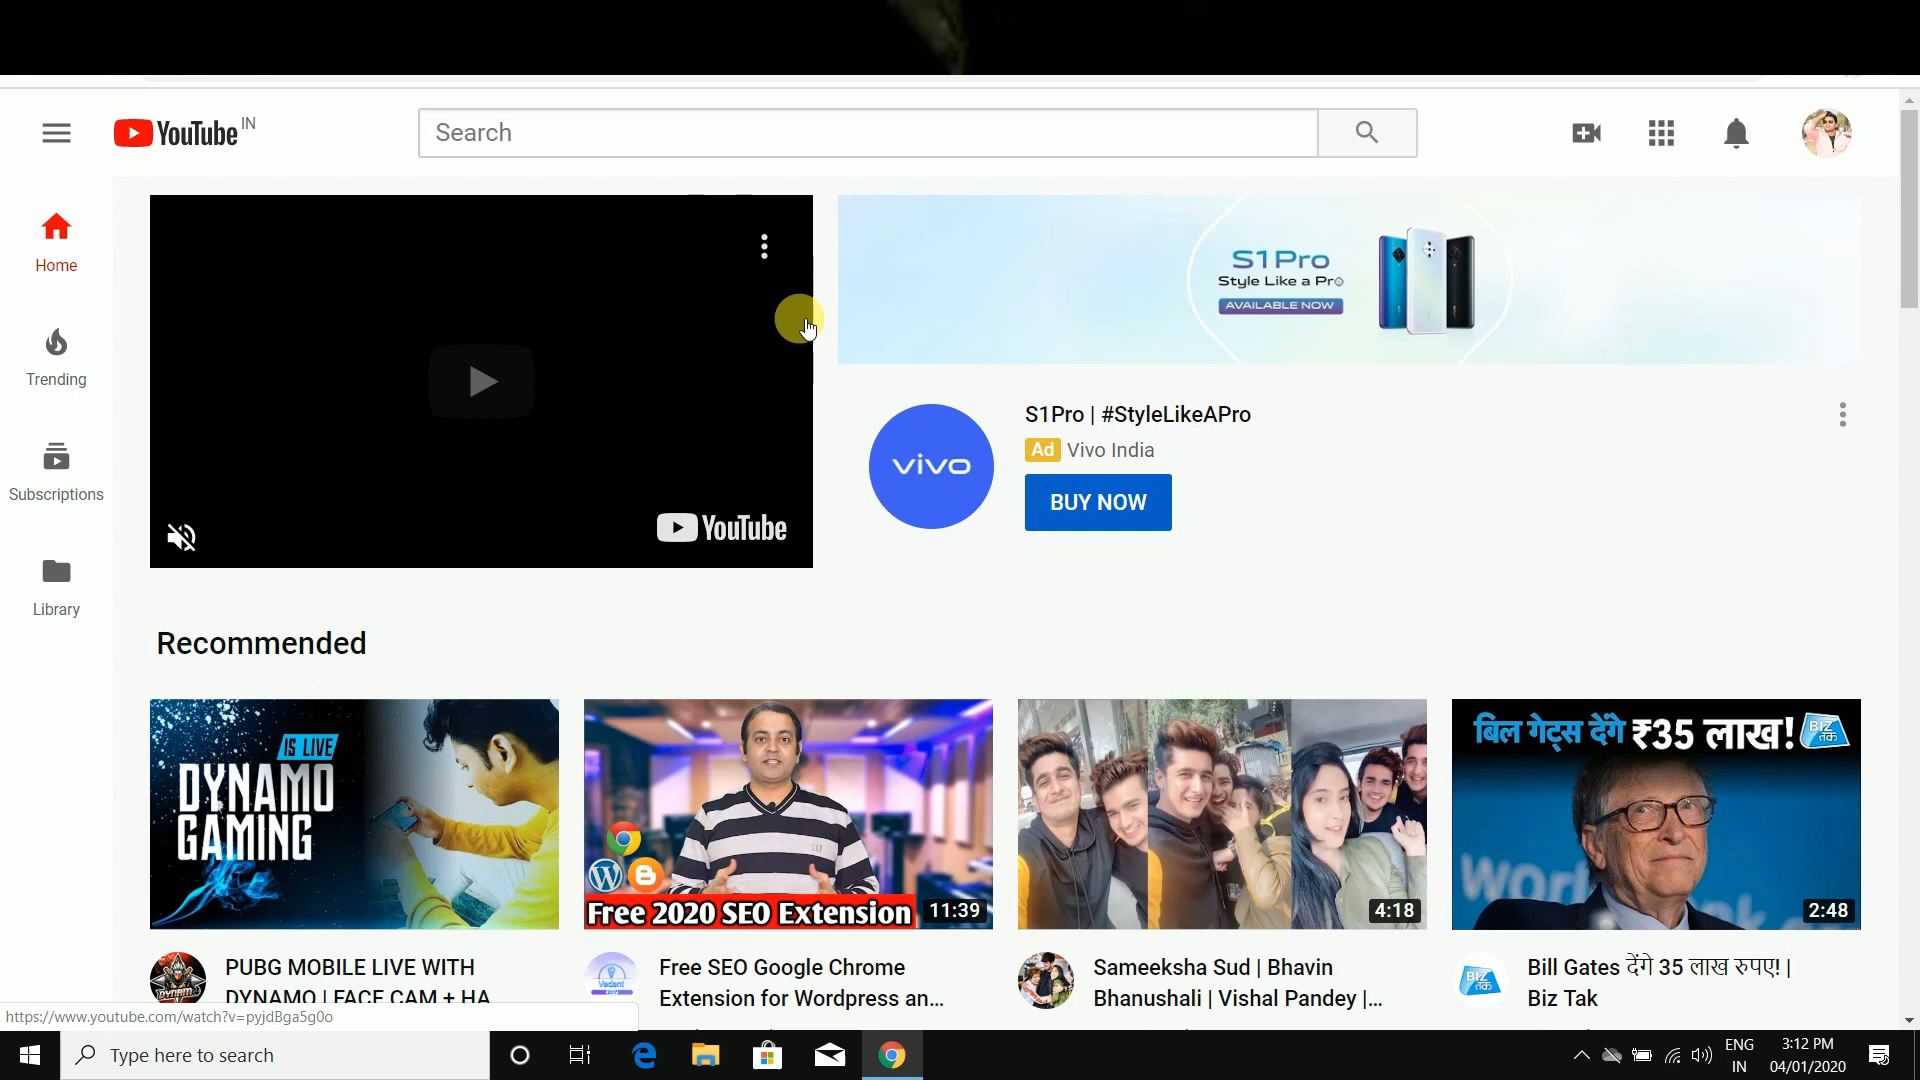 YouTube IN
Search
Home
Trending
Subscriptions
Library
YouTube
S1Pro
Style Like a Pro
AVAILABLE NOW
vivo
S1Pro | #StyleLikeAPro
Ad Vivo India
BUY NOW
Recommended
IS LIVE
DYNAMO
GAMING
Free 2020 SEO Extension
11:39
4:18
बिल गेट्स देंगे ₹35 लाख!
BIZ तक
2:48
PUBG MOBILE LIVE WITH
DYNAMO | FACE CAM + HA
Free SEO Google Chrome
Extension for Wordpress an...
Sameeksha Sud | Bhavin
Bhanushali | Vishal Pandey |...
BIZ तक
Bill Gates देंगे 35 लाख रुपए! |
Biz Tak
https://www.youtube.com/watch?v=pyjdBga5g0o
Type here to search
ENG
IN
3:12 PM
04/01/2020